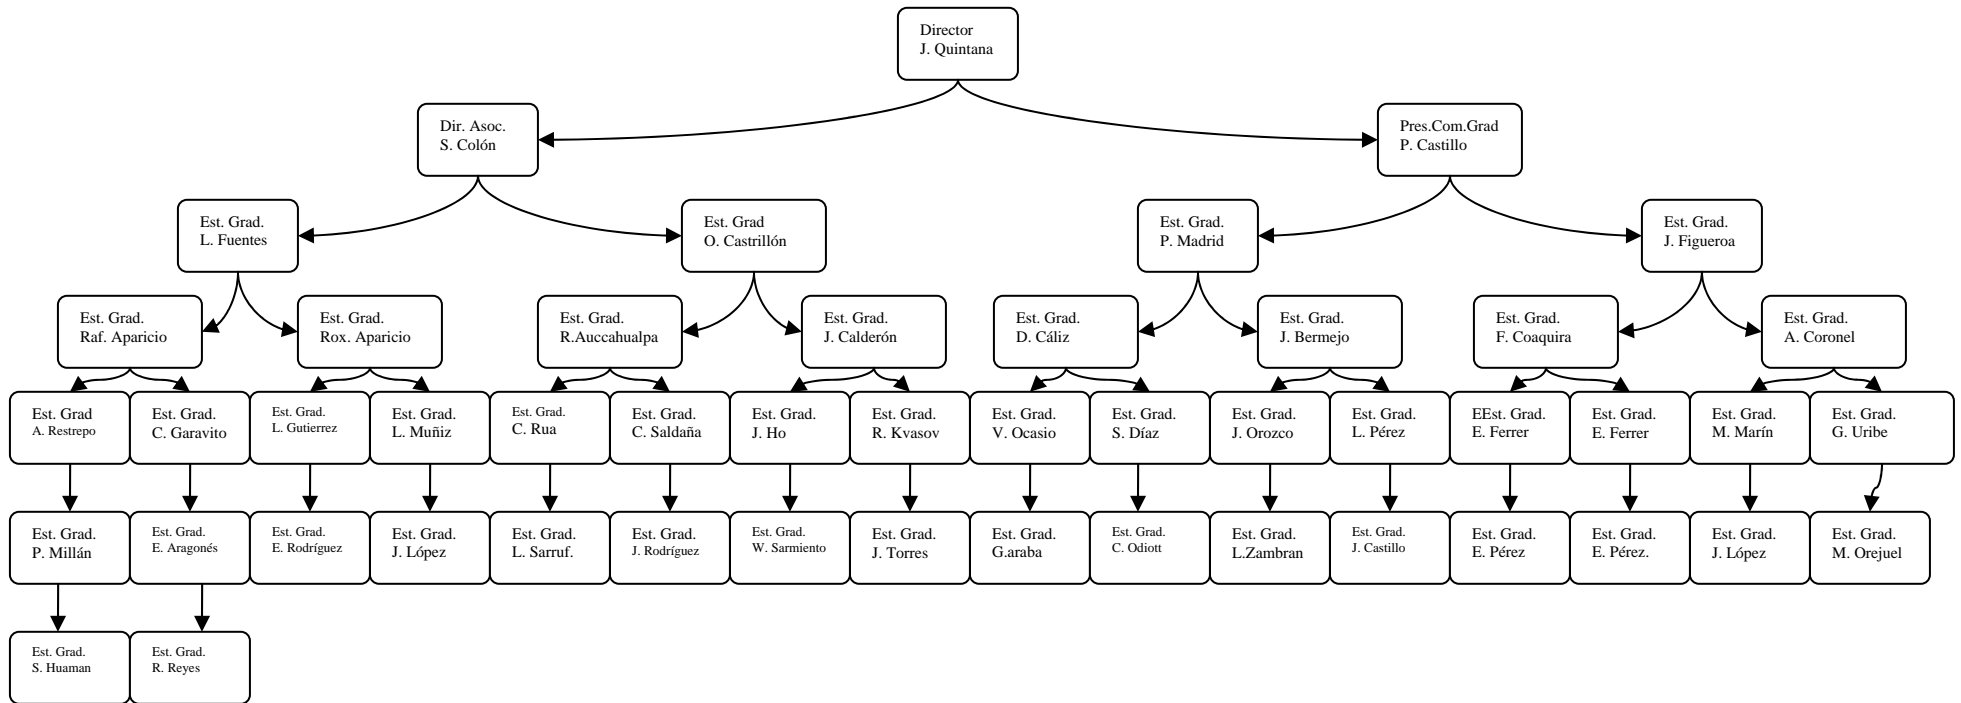 Director
J. Quintana
Dir. Asoc.
S. Colón
Pres.Com.Grad
P. Castillo
Est. Grad.
L. Fuentes
Est. Grad
O. Castrillón
Est. Grad.
P. Madrid
Est. Grad.
J. Figueroa
Est. Grad.
Raf. Aparicio
Est. Grad.
Rox. Aparicio
Est. Grad.
R.Auccahualpa
Est. Grad.
J. Calderón
Est. Grad.
D. Cáliz
Est. Grad.
J. Bermejo
Est. Grad.
F. Coaquira
Est. Grad.
A. Coronel
Est. Grad
A. Restrepo
Est. Grad.
C. Garavito
Est. Grad.
L. Gutierrez
Est. Grad.
L. Muñiz
Est. Grad.
C. Rua
Est. Grad.
C. Saldaña
Est. Grad.
J. Ho
Est. Grad.
R. Kvasov
Est. Grad.
V. Ocasio
Est. Grad.
S. Díaz
Est. Grad.
J. Orozco
Est. Grad.
L. Pérez
EEst. Grad.
E. Ferrer
Est. Grad.
E. Ferrer
Est. Grad.
M. Marín
Est. Grad.
G. Uribe
Est. Grad.
P. Millán
Est. Grad.
E. Aragonés
Est. Grad.
E. Rodríguez
Est. Grad.
J. López
Est. Grad.
L. Sarruf.
Est. Grad.
J. Rodríguez
Est. Grad.
W. Sarmiento
Est. Grad.
J. Torres
Est. Grad.
G.araba
Est. Grad.
C. Odiott
Est. Grad.
L.Zambran
Est. Grad.
J. Castillo
Est. Grad.
E. Pérez
Est. Grad.
E. Pérez.
Est. Grad.
J. López
Est. Grad.
M. Orejuel
Est. Grad.
S. Huaman
Est. Grad.
R. Reyes